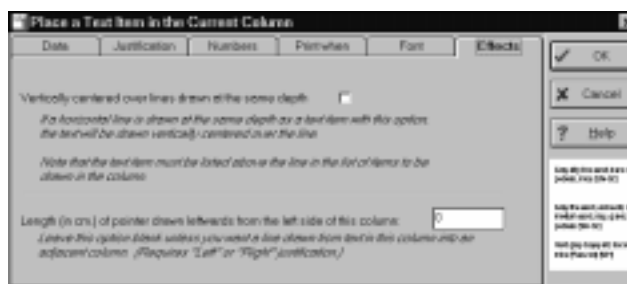 Place a Text Item in the Current Column
Data Justification Numbers Printwhen Font Effects
Vertically centered over lines drawn at the same depth
If a horizontal line is drawn at the same depth as a text item with this option,
the text will be drawn vertically centered over the line.
Note that the text item must be listed above the line in the list of items to be
drawn in the column.
Length (in cm.) of pointer drawn leftwards from the left side of this column: 0
Leave this option blank unless you want a line drawn from text in this column into an
adjacent column. (Requires "Left" or "Right" justification.)
OK
Cancel
Help